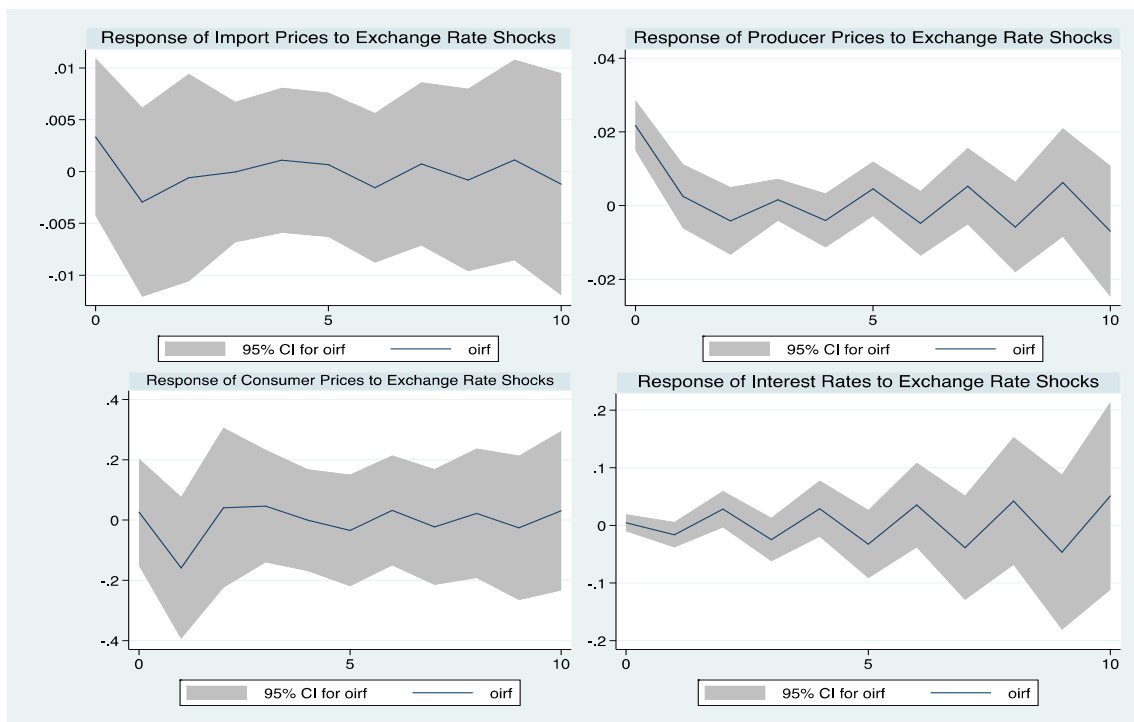 Response of Import Prices to Exchange Rate Shocks
.01
.005
0
-.005
-.01
0 5 10
95% CI for oirf oirf
Response of Producer Prices to Exchange Rate Shocks
.04
.02
0
-.02
0 5 10
95% CI for oirf oirf
Response of Consumer Prices to Exchange Rate Shocks
.4
.2
0
-.2
-.4
0 5 10
95% CI for oirf oirf
Response of Interest Rates to Exchange Rate Shocks
.2
.1
0
-.1
-.2
0 5 10
95% CI for oirf oirf